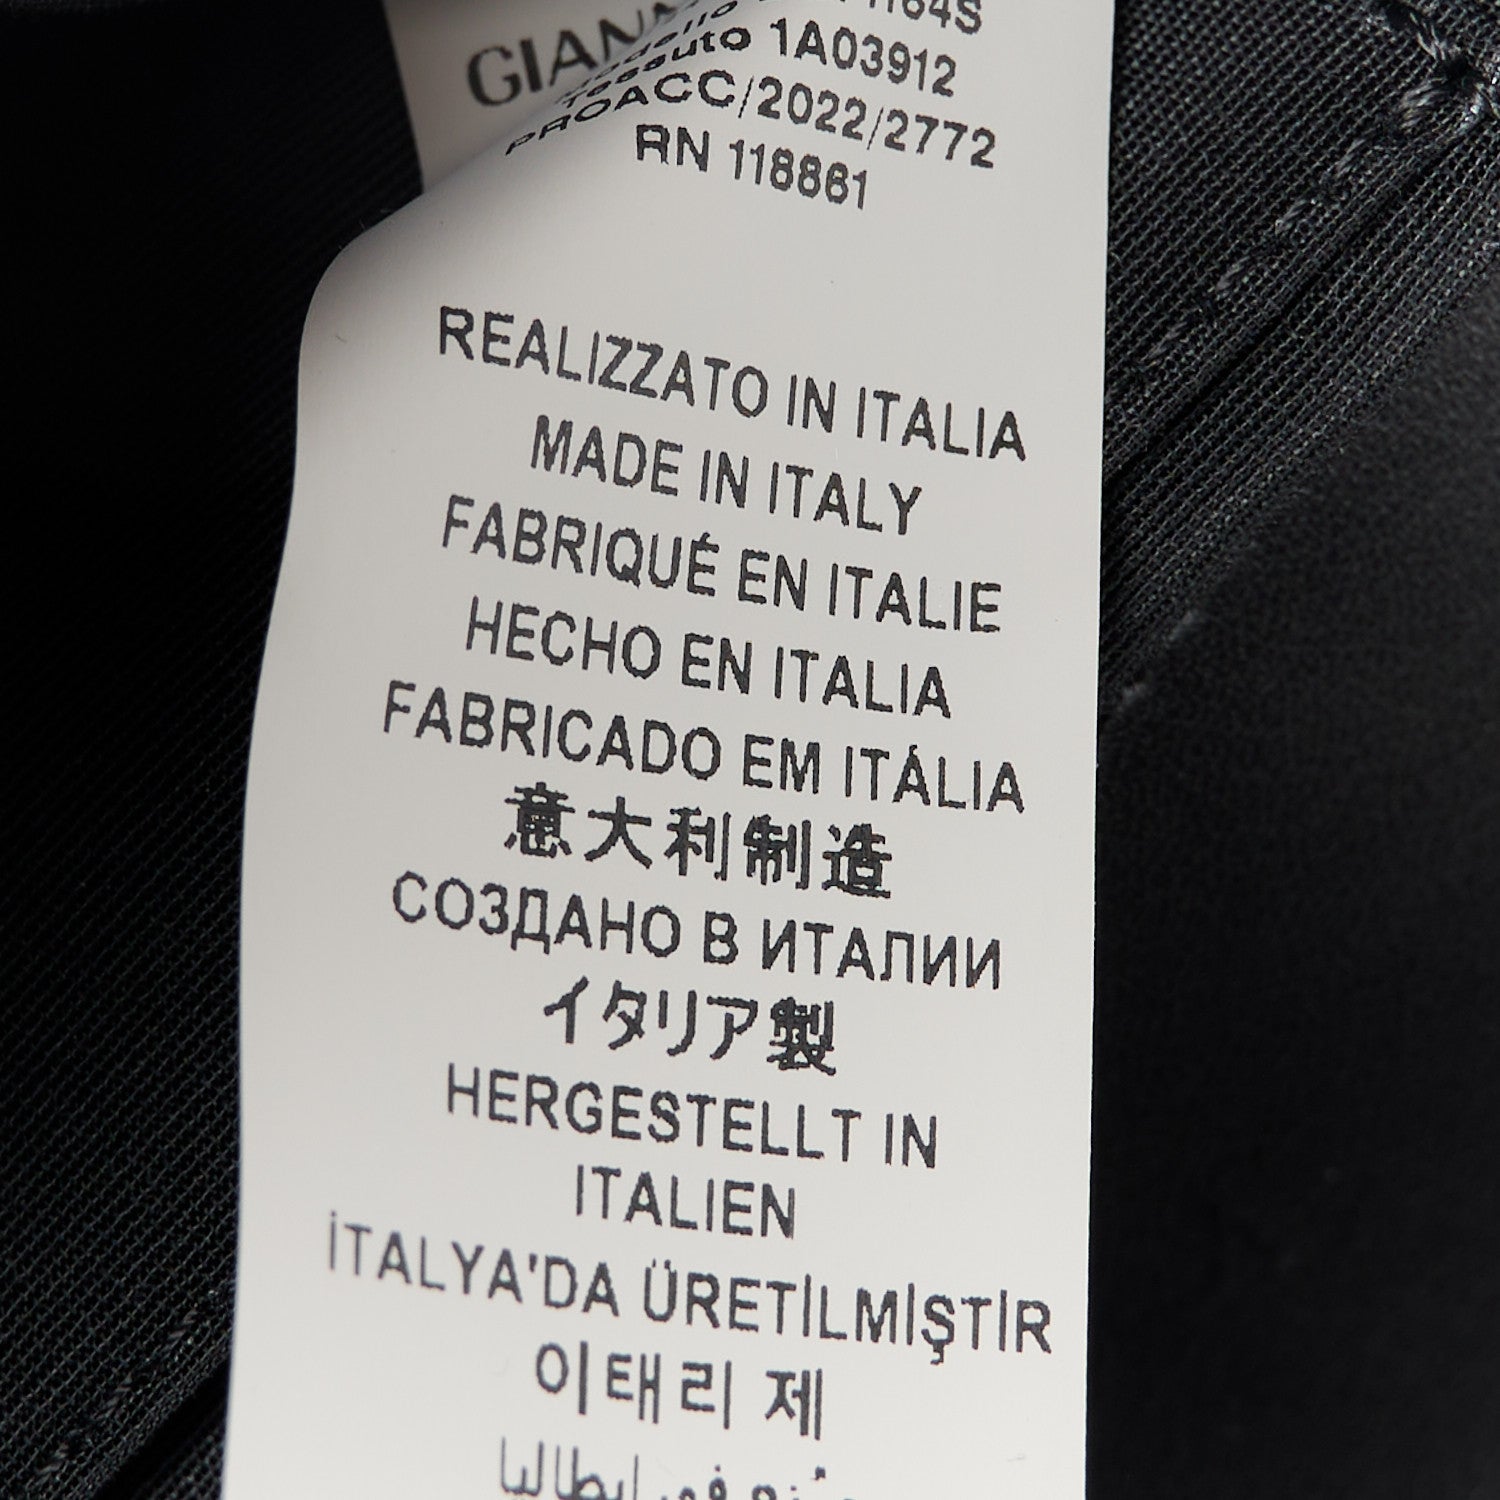 Tessuto 1A03912
PROACC/2022/2772
RN 118861
REALIZZATO IN ITALIA
MADE IN ITALY
FABRIQUÉ EN ITALIE
HECHO EN ITALIA
FABRICADO EM ITÁLIA
意大利制造
СОЗДАНО В ИТАЛИИ
イタリア製
HERGESTELLT IN
ITALIEN
İTALYA'DA ÜRETİLMİŞTİR
이태리 제